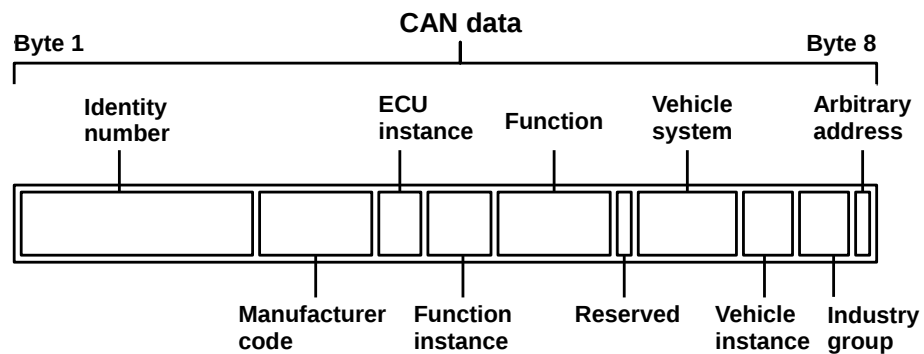 CAN data
Byte 1
Byte 8
Identity
number
ECU
instance
Function
Vehicle
system
Arbitrary
address
Manufacturer
code
Function
instance
Reserved
Vehicle
instance
Industry
group